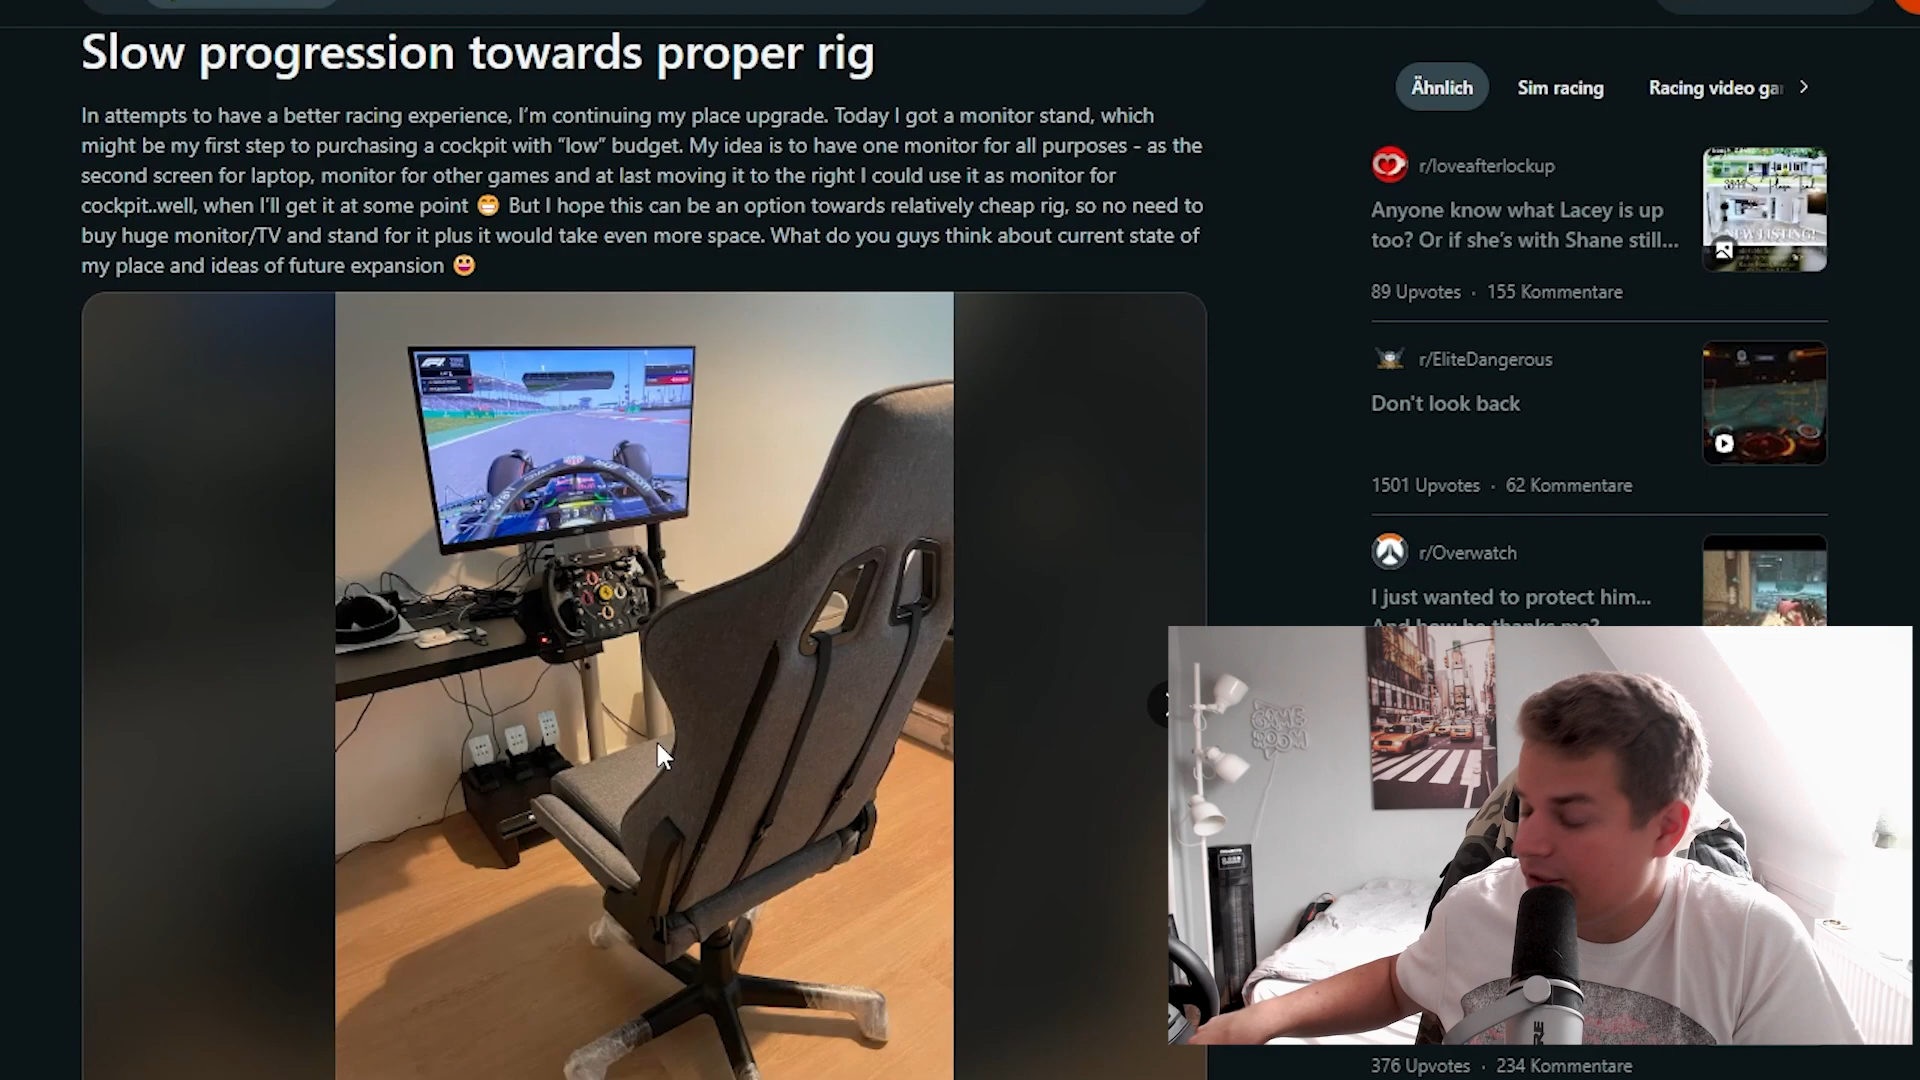 Slow progression towards proper rig
In attempts to have a better racing experience, I'm continuing my place upgrade. Today I got a monitor stand, which
might be my first step to purchasing a cockpit with "low" budget. My idea is to have one monitor for all purposes - as the
second screen for laptop, monitor for other games and at last moving it to the right I could use it as monitor for
cockpit..well, when I'll get it at some point 😁 But I hope this can be an option towards relatively cheap rig, so no need to
buy huge monitor/TV and stand for it plus it would take even more space. What do you guys think about current state of
my place and ideas of future expansion 😃
Ähnlich
Sim racing
Racing video gar
r/loveafterlockup
Anyone know what Lacey is up
too? Or if she's with Shane still...
89 Upvotes · 155 Kommentare
r/EliteDangerous
Don't look back
1501 Upvotes · 62 Kommentare
r/Overwatch
I just wanted to protect him...
And how he thanks me?
GAME
ROOM
376 Upvotes · 234 Kommentare